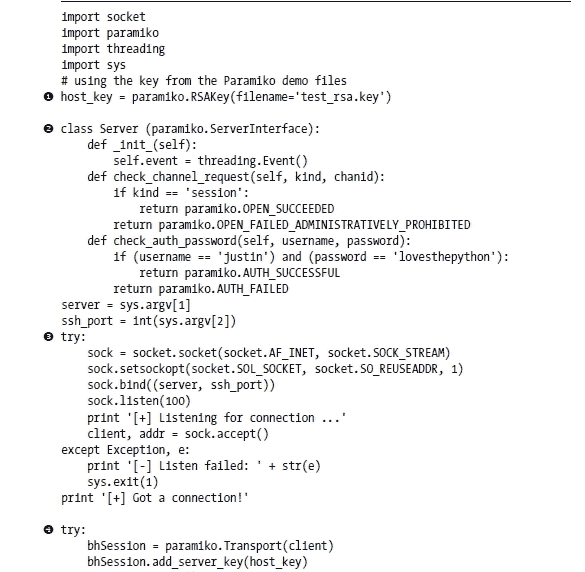 import socket
import paramiko
import threading
import sys
# using the key from the Paramiko demo files
❶ host_key = paramiko.RSAKey(filename='test_rsa.key')
❷ class Server (paramiko.ServerInterface):
def _init_(self):
self.event = threading.Event()
def check_channel_request(self, kind, chanid):
if kind == 'session':
return paramiko.OPEN_SUCCEEDED
return paramiko.OPEN_FAILED_ADMINISTRATIVELY_PROHIBITED
def check_auth_password(self, username, password):
if (username == 'justin') and (password == 'lovesthepython'):
return paramiko.AUTH_SUCCESSFUL
return paramiko.AUTH_FAILED
server = sys.argv[1]
ssh_port = int(sys.argv[2])
❸ try:
sock = socket.socket(socket.AF_INET, socket.SOCK_STREAM)
sock.setsockopt(socket.SOL_SOCKET, socket.SO_REUSEADDR, 1)
sock.bind((server, ssh_port))
sock.listen(100)
print '[+] Listening for connection ...'
client, addr = sock.accept()
except Exception, e:
print '[-] Listen failed: ' + str(e)
sys.exit(1)
print '[+] Got a connection!'
❹ try:
bhSession = paramiko.Transport(client)
bhSession.add_server_key(host_key)